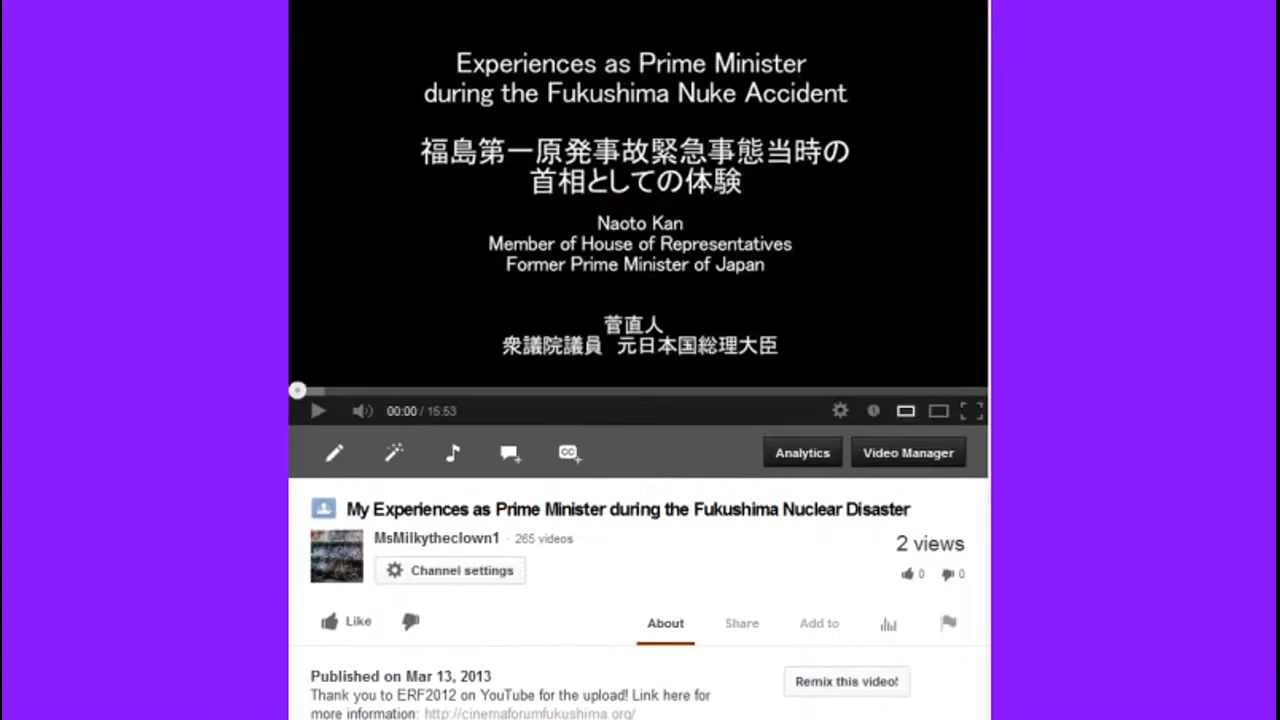 Experiences as Prime Minister
during the Fukushima Nuke Accident
福島第一原発事故緊急事態当時の
首相としての体験
Naoto Kan
Member of House of Representatives
Former Prime Minister of Japan
菅直人
衆議院議員　元日本国総理大臣
00:00 / 15:53
CC
Analytics
Video Manager
My Experiences as Prime Minister during the Fukushima Nuclear Disaster
MsMilkytheclown1 · 265 videos
2 views
Channel settings
0 0
Like
About
Share
Add to
Published on Mar 13, 2013
Remix this video!
Thank you to ERF2012 on YouTube for the upload! Link here for
more information: http://cinemaforumfukushima.org/